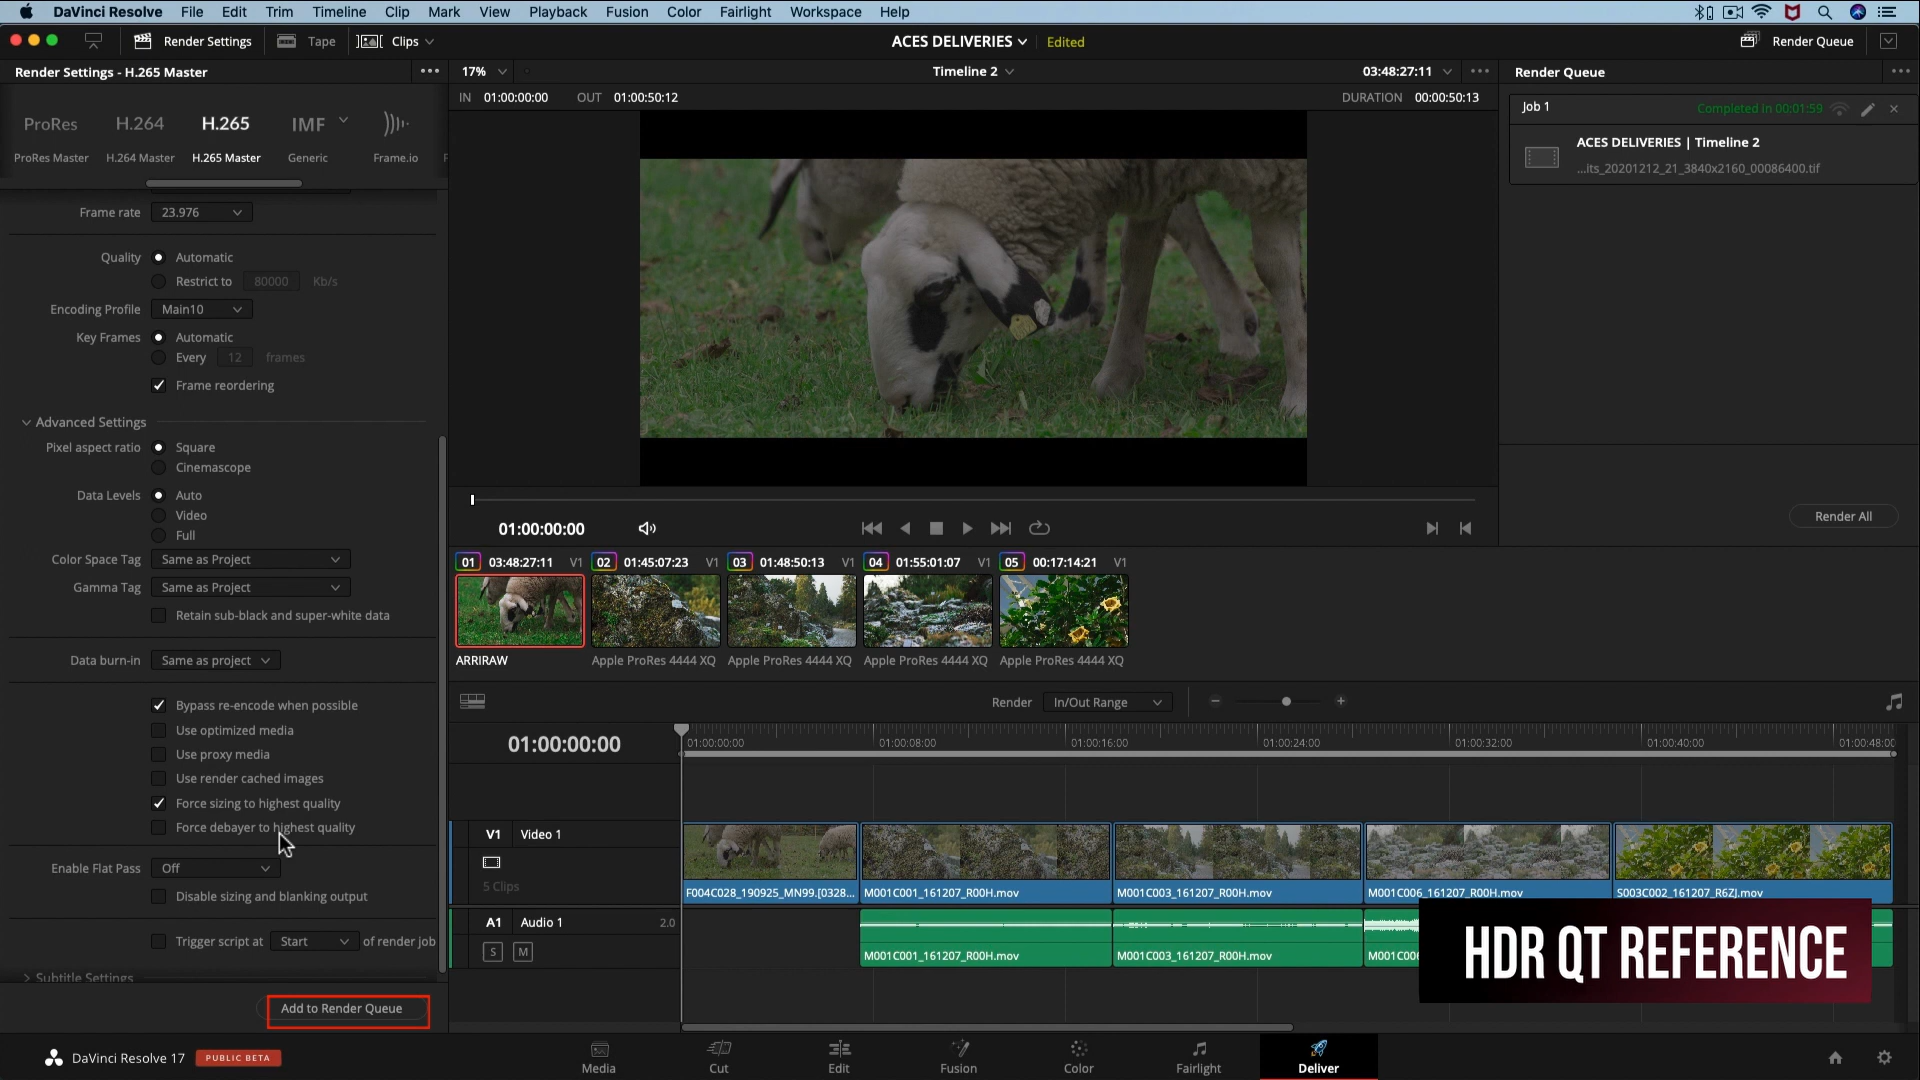 DaVinci Resolve File Edit Trim Timeline Clip Mark View Playback Fusion Color Fairlight Workspace Help
Render Settings Tape Clips ACES DELIVERIES Edited Render Queue
Render Settings - H.265 Master 17% Timeline 2 03:48:27:11 Render Queue
IN 01:00:00:00 OUT 01:00:50:12 DURATION 00:00:50:13
Job 1 Completed in 00:01:59
ACES DELIVERIES | Timeline 2
...its_20201212_21_3840x2160_00086400.tif
ProRes H.264 H.265 IMF
ProRes Master H.264 Master H.265 Master Generic Frame.io
Frame rate 23.976
Quality Automatic
Restrict to 80000 Kb/s
Encoding Profile Main10
Key Frames Automatic
Every 12 frames
Frame reordering
Advanced Settings
Pixel aspect ratio Square
Cinemascope
Data Levels Auto
Video
Full
Color Space Tag Same as Project
Gamma Tag Same as Project
Retain sub-black and super-white data
Data burn-in Same as project
Bypass re-encode when possible
Use optimized media
Use proxy media
Use render cached images
Force sizing to highest quality
Force debayer to highest quality
Enable Flat Pass Off
Disable sizing and blanking output
Trigger script at Start of render job
Subtitle Settings
Add to Render Queue
01:00:00:00
Render All
01 03:48:27:11 V1 02 01:45:07:23 V1 03 01:48:50:13 V1 04 01:55:01:07 V1 05 00:17:14:21 V1
ARRIRAW Apple ProRes 4444 XQ Apple ProRes 4444 XQ Apple ProRes 4444 XQ Apple ProRes 4444 XQ
Render In/Out Range
01:00:00:00 01:00:00:00 01:00:08:00 01:00:16:00 01:00:24:00 01:00:32:00 01:00:40:00 01:00:48:00
V1 Video 1
5 Clips
F004C028_190925_MN99.[0328... M001C001_161207_R00H.mov M001C003_161207_R00H.mov M001C006_161207_R00H.mov S003C002_161207_R6ZJ.mov
A1 Audio 1 2.0
S M
M001C001_161207_R00H.mov M001C003_161207_R00H.mov M001C006
HDR QT REFERENCE
DaVinci Resolve 17 PUBLIC BETA
Media Cut Edit Fusion Color Fairlight Deliver